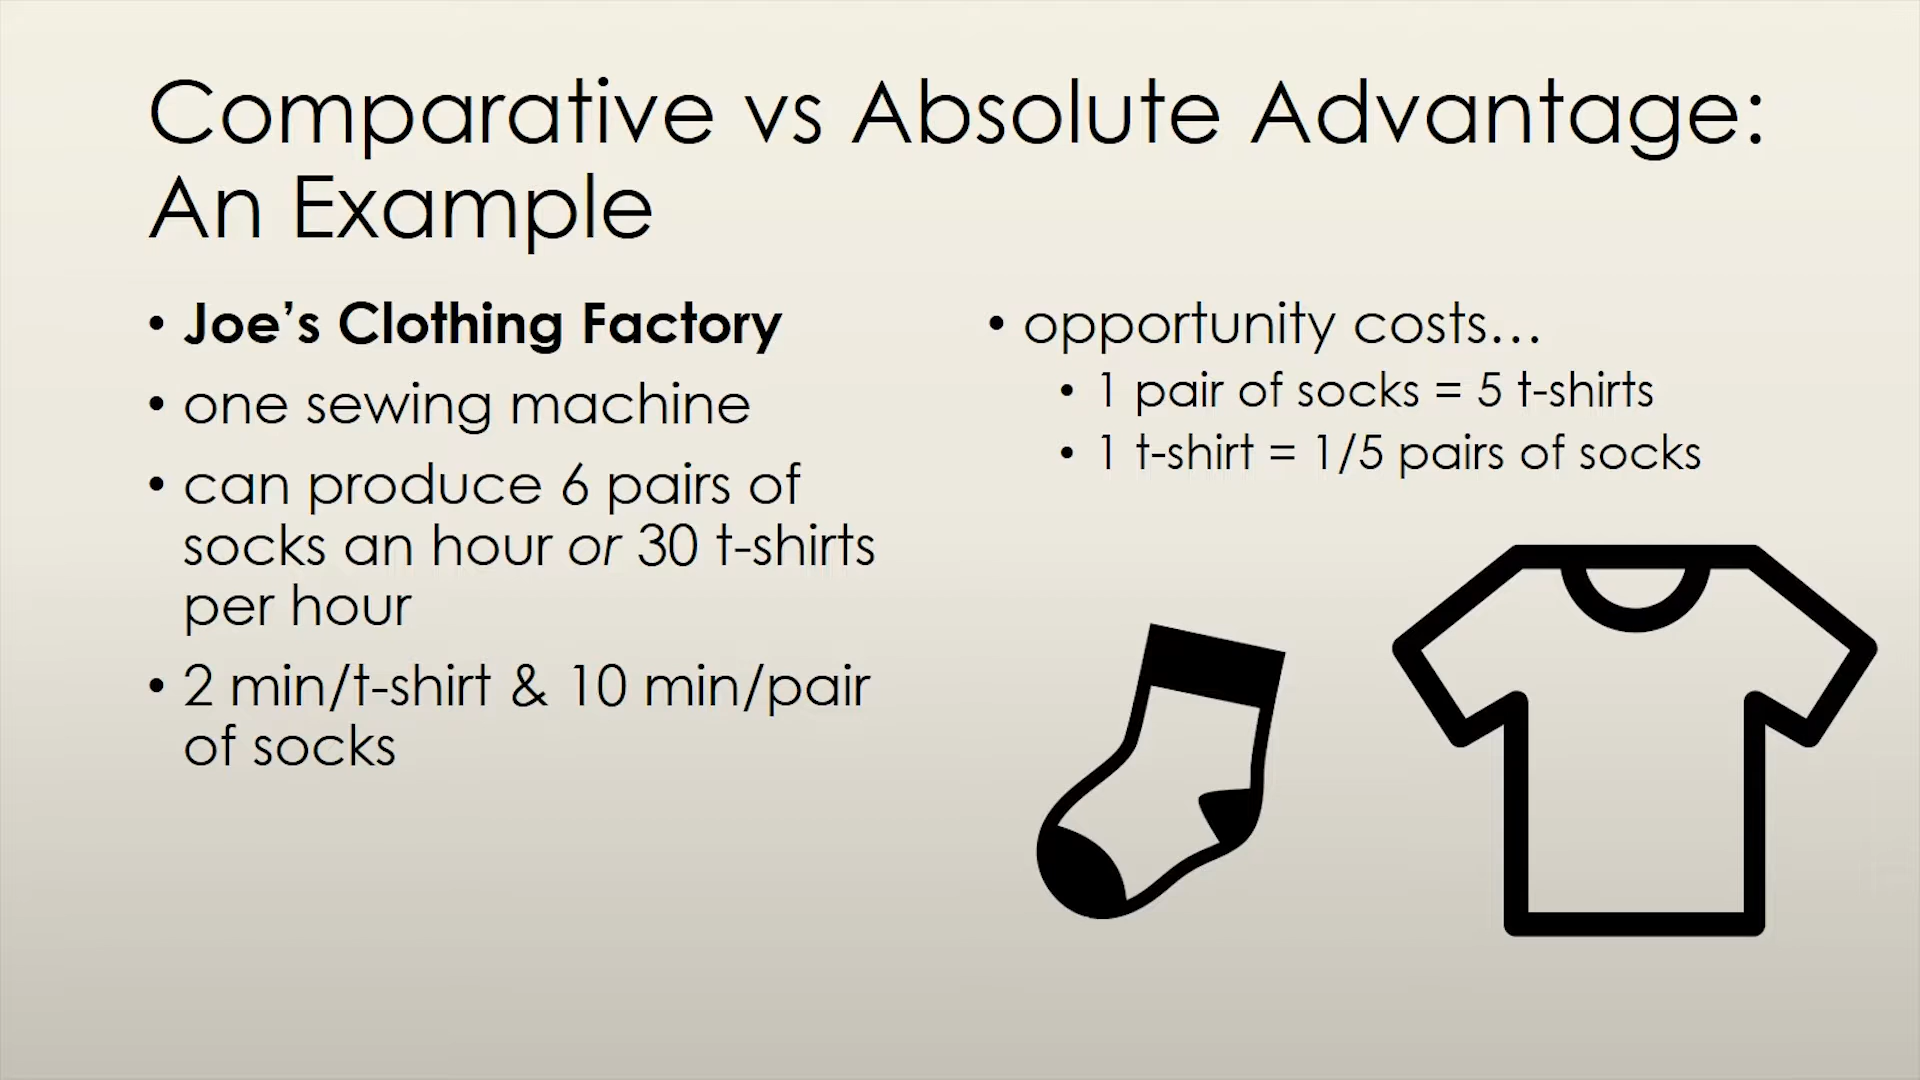 Comparative vs Absolute Advantage:
An Example
• Joe’s Clothing Factory
• one sewing machine
• can produce 6 pairs of
socks an hour or 30 t-shirts
per hour
• 2 min/t-shirt & 10 min/pair
of socks
• opportunity costs…
• 1 pair of socks = 5 t-shirts
• 1 t-shirt = 1/5 pairs of socks